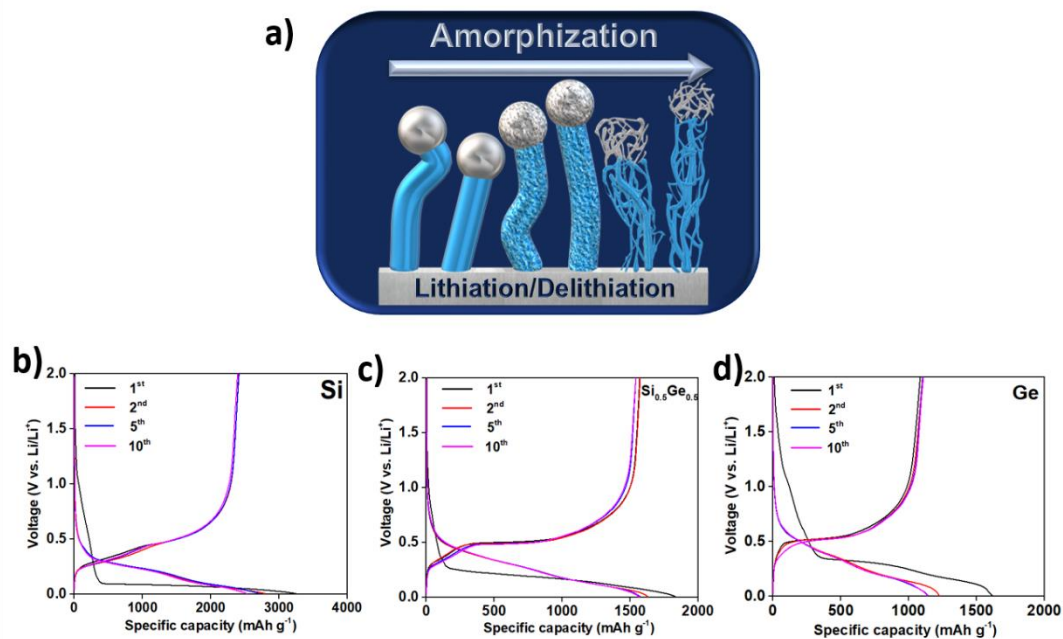 a)
Amorphization
Lithiation/Delithiation
b)
Si
1st
2nd
5th
10th
2.0
1.5
1.0
0.5
0.0
Voltage (V vs. Li/Li+)
0
1000
2000
3000
4000
Specific capacity (mAh g-1)
c)
Si0.5Ge0.5
1st
2nd
5th
10th
2.0
1.5
1.0
0.5
0.0
Voltage (V vs. Li/Li+)
0
500
1000
1500
2000
Specific capacity (mAh g-1)
d)
Ge
1st
2nd
5th
10th
2.0
1.5
1.0
0.5
0.0
Voltage (V vs. Li/Li+)
0
500
1000
1500
2000
Specific capacity (mAh g-1)